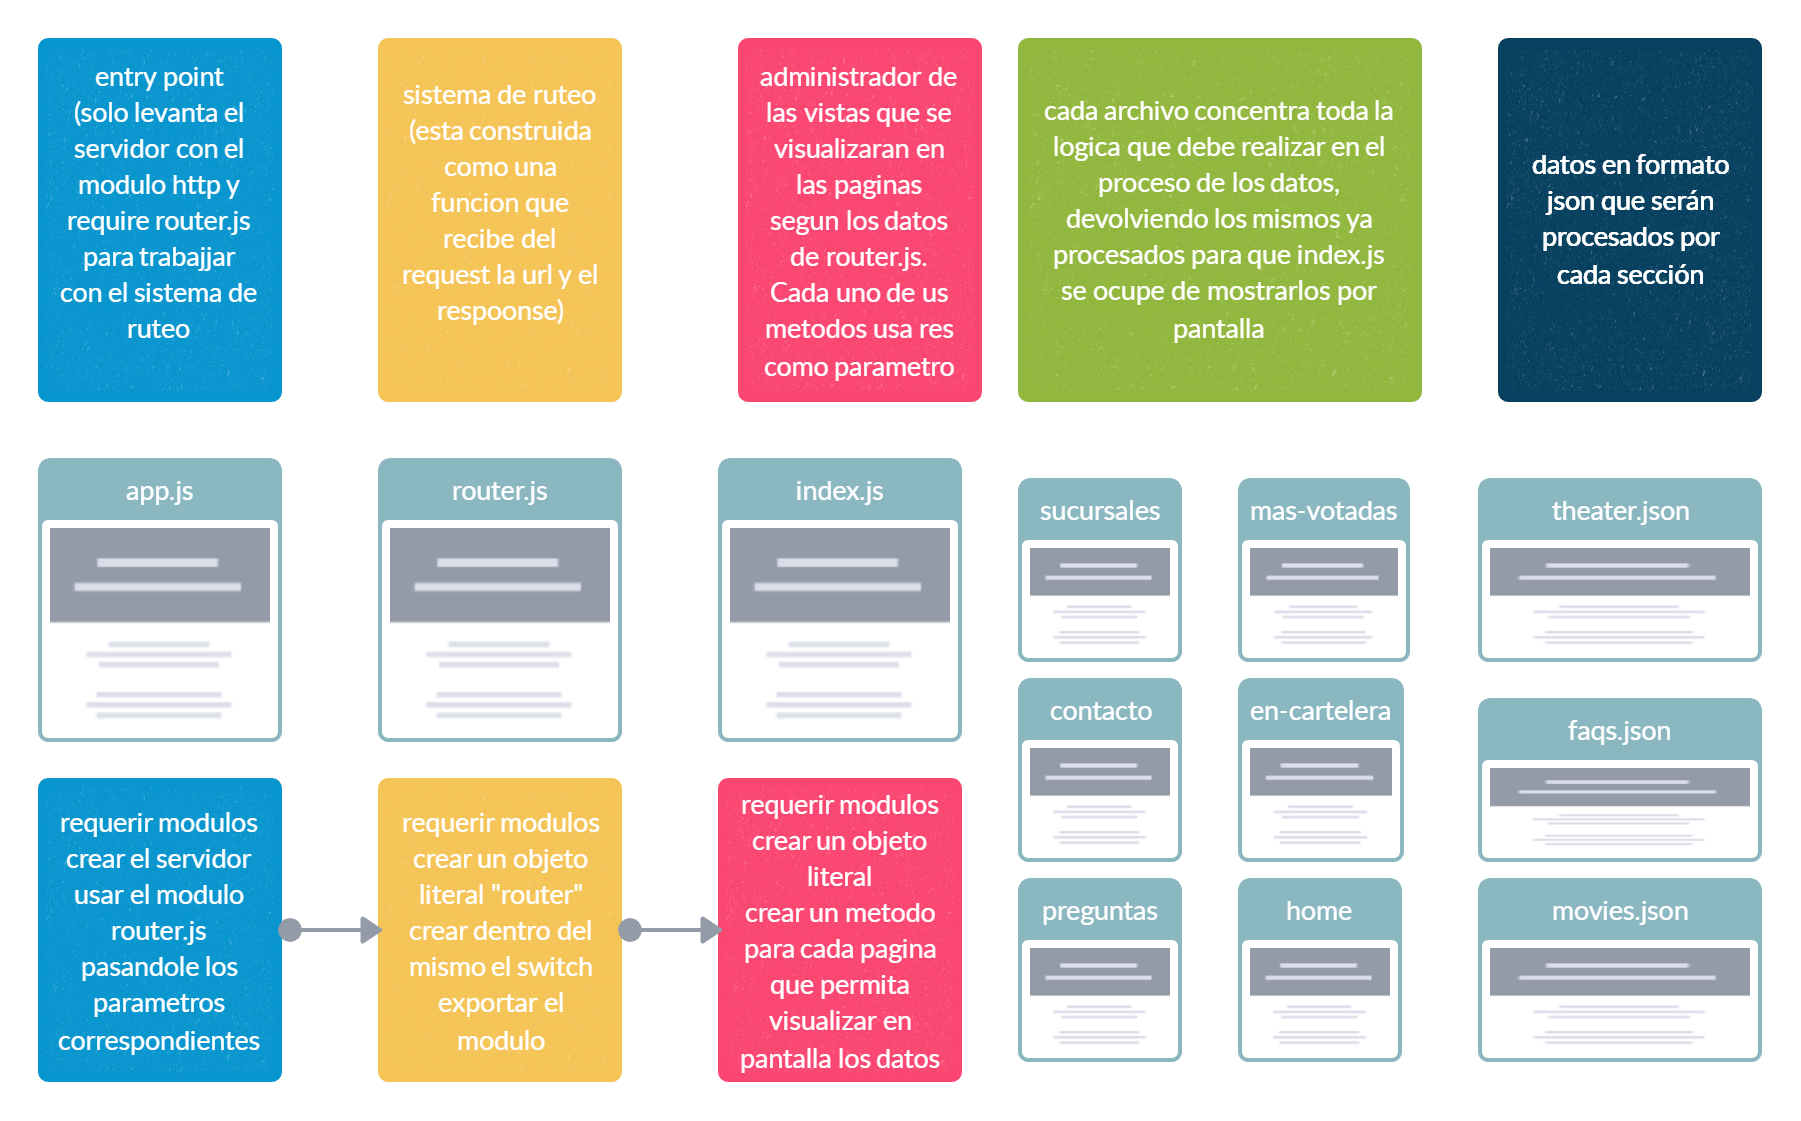 entry point
(solo levanta el
servidor con el
modulo http y
require router.js
para trabajjar
con el sistema de
ruteo
sistema de ruteo
(esta construida
como una
funcion que
recibe del
request la url y el
respoonse)
administrador de
las vistas que se
visualizaran en
las paginas
segun los datos
de router.js.
Cada uno de us
metodos usa res
como parametro
cada archivo concentra toda la
logica que debe realizar en el
proceso de los datos,
devolviendo los mismos ya
procesados para que index.js
se ocupe de mostrarlos por
pantalla
datos en formato
json que serán
procesados por
cada sección
app.js
router.js
index.js
sucursales
mas-votadas
theater.json
contacto
en-cartelera
faqs.json
preguntas
home
movies.json
requerir modulos
crear el servidor
usar el modulo
router.js
pasandole los
parametros
correspondientes
requerir modulos
crear un objeto
literal "router"
crear dentro del
mismo el switch
exportar el
modulo
requerir modulos
crear un objeto
literal
crear un metodo
para cada pagina
que permita
visualizar en
pantalla los datos